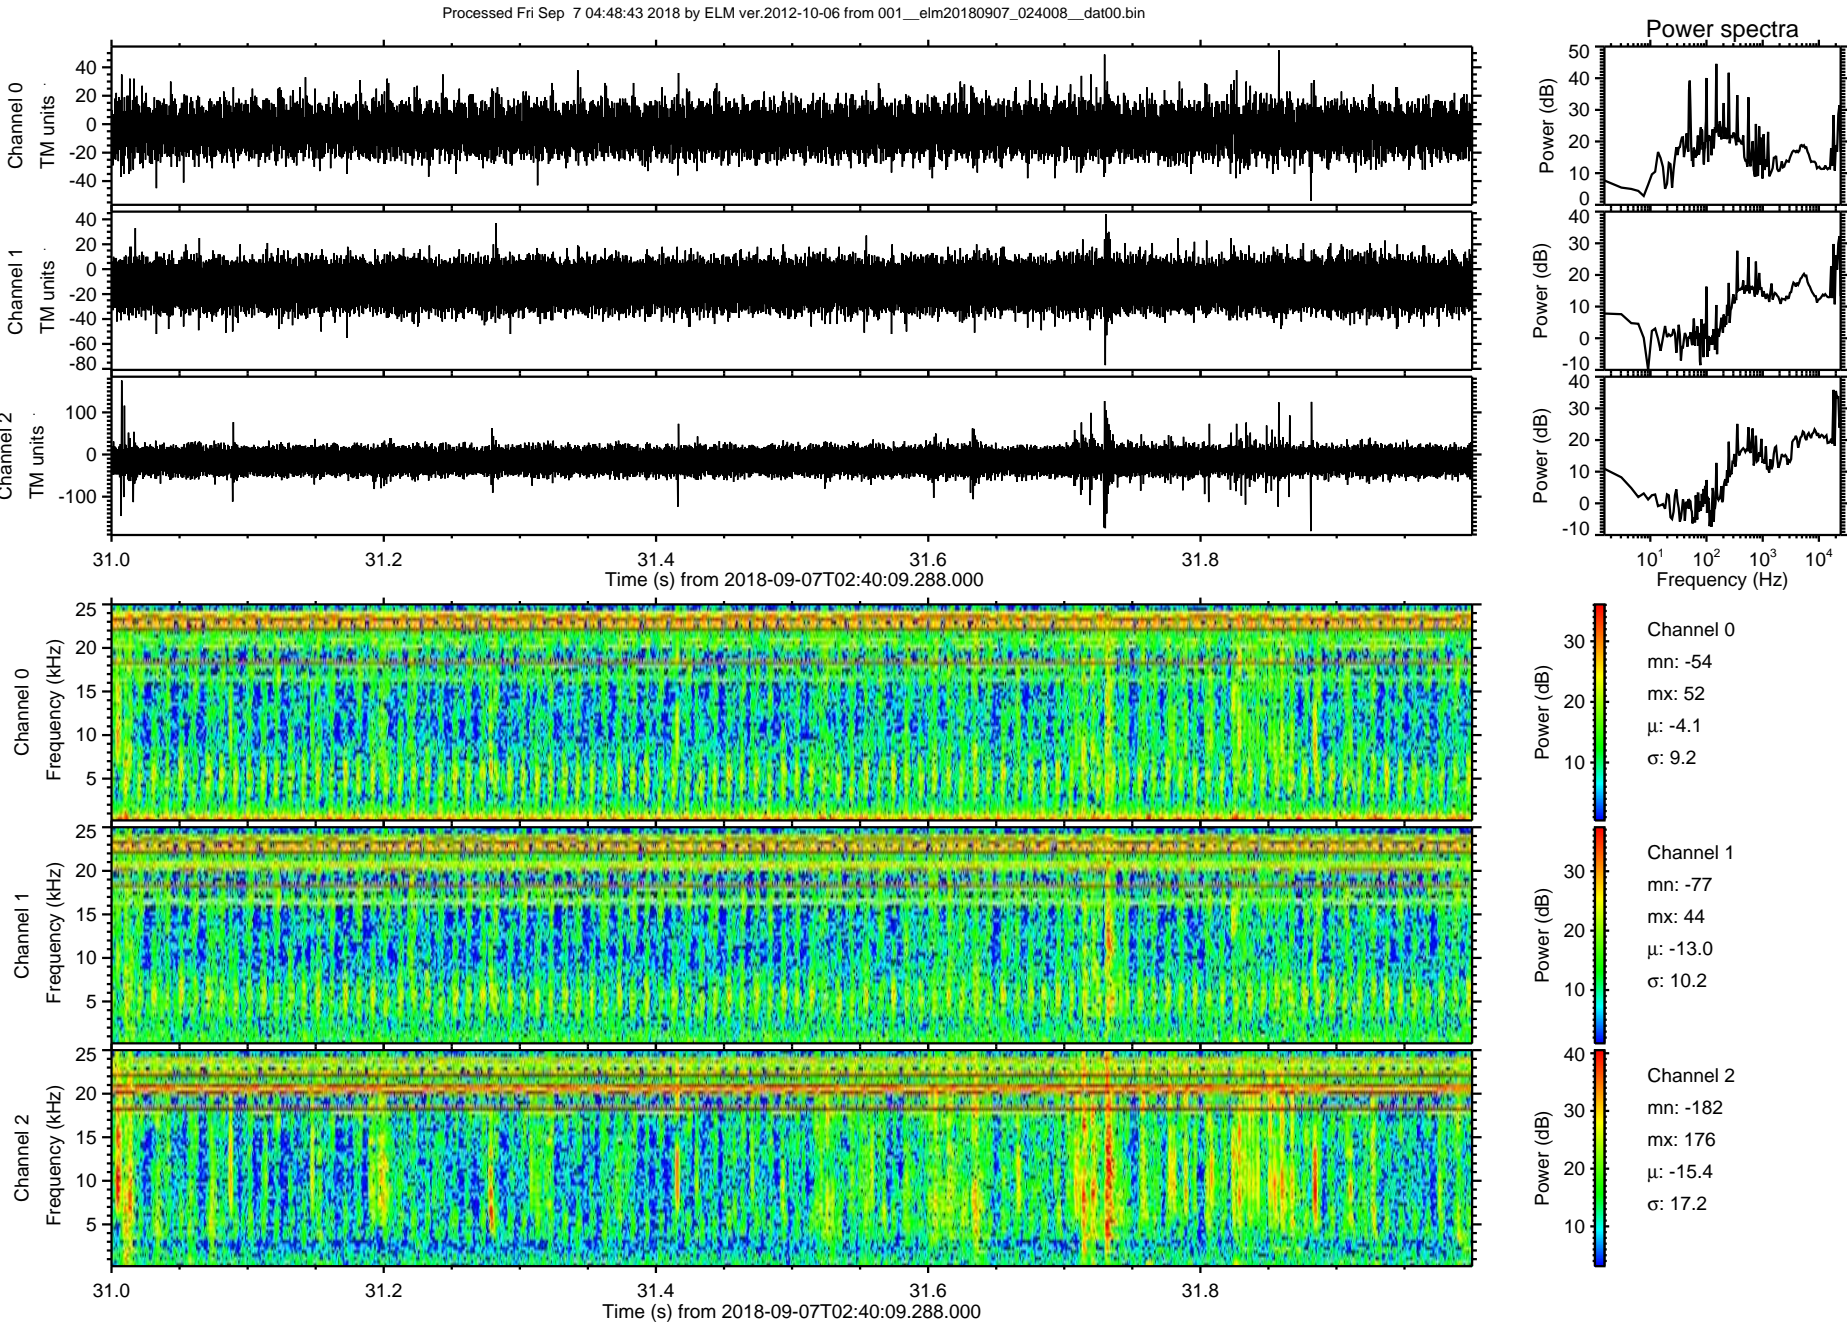 Processed Fri Sep 7 04:48:43 2018 by ELM ver.2012-10-06 from 001__elm20180907_024008__dat00.bin
Power spectra
Channel 0
TM units
40
20
0
-20
-40
Power (dB)
50
40
30
20
10
0
Channel 1
TM units
40
20
0
-20
-40
-60
-80
Power (dB)
40
30
20
10
0
-10
Channel 2
TM units
100
0
-100
Power (dB)
40
30
20
10
0
-10
31.0 31.2 31.4 31.6 31.8
Time (s) from 2018-09-07T02:40:09.288.000
10^1 10^2 10^3 10^4
Frequency (Hz)
Channel 0
Frequency (kHz)
25
20
15
10
5
Power (dB)
30
20
10
Channel 0
mn: -54
mx: 52
μ: -4.1
σ: 9.2
Channel 1
Frequency (kHz)
25
20
15
10
5
Power (dB)
30
20
10
Channel 1
mn: -77
mx: 44
μ: -13.0
σ: 10.2
Channel 2
Frequency (kHz)
25
20
15
10
5
Power (dB)
40
30
20
10
Channel 2
mn: -182
mx: 176
μ: -15.4
σ: 17.2
31.0 31.2 31.4 31.6 31.8
Time (s) from 2018-09-07T02:40:09.288.000